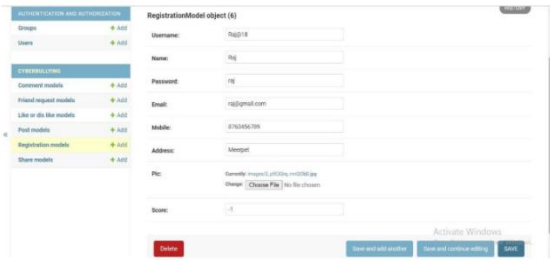 AUTHENTICATION AND AUTHORIZATION
Groups + Add
Users + Add
CYBERBULLYING
Comment models + Add
Friend request models + Add
Like or dis like models + Add
Post models + Add
Registration models + Add
Share models + Add
«
RegistrationModel object (6)
Username: Raj@18
Name: Raj
Password: raj
Email: raj@gmail.com
Mobile:
Address: Meetpet
Pic: Currently:
Change: Choose File No file chosen
Score: -1
Activate Windows
Delete Save and add another Save and continue editing SAVE